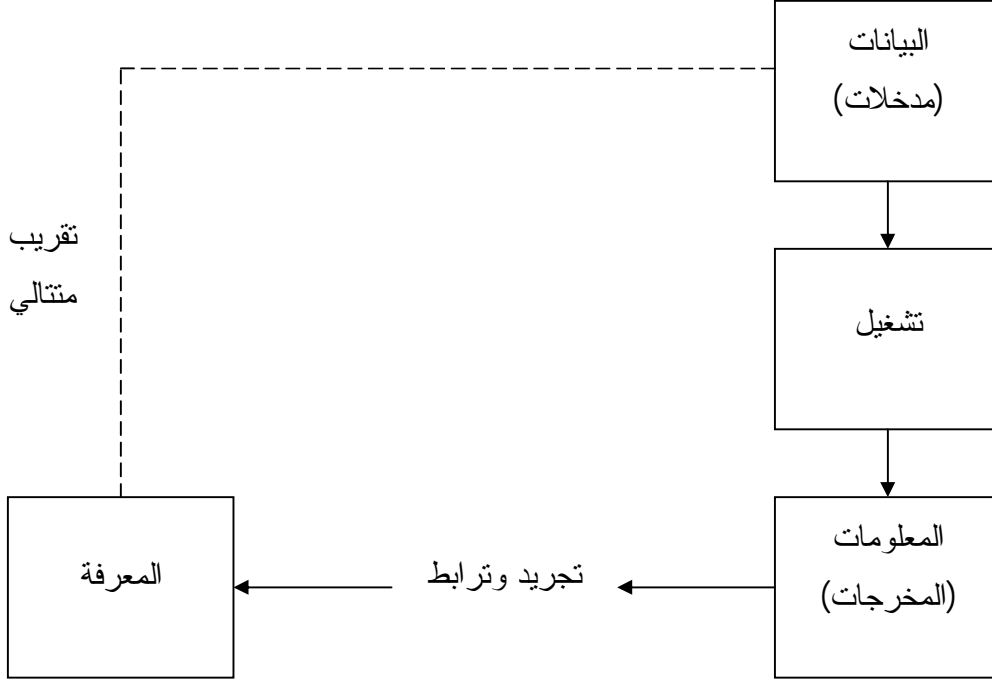 البيانات
(مدخلات)
تقريب
متتالي
تشغيل
المعلومات
(المخرجات)
تجريد وترابط
المعرفة